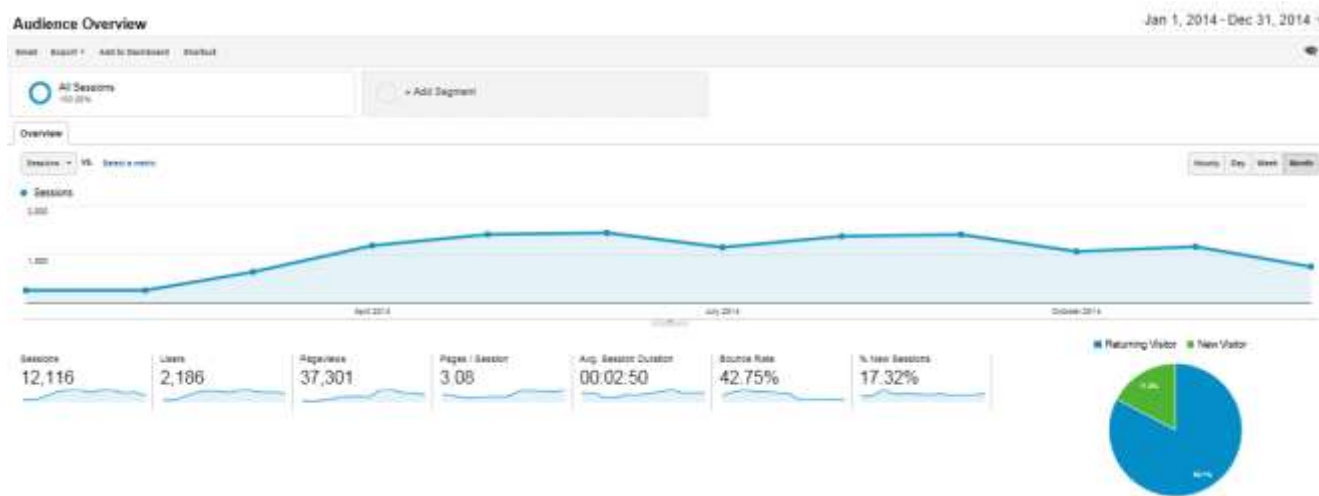 Audience Overview
Jan 1, 2014 - Dec 31, 2014
Email Export Add to Dashboard Shortcut
All Sessions
+ Add Segment
Overview
Sessions VS. Select a metric
Hourly Day Week Month
Sessions
2,000
1,000
April 2014 July 2014 October 2014
Returning Visitor New Visitor
Sessions Users Pageviews Pages / Session Avg. Session Duration Bounce Rate % New Sessions
12,116 2,186 37,301 3.08 00:02:50 42.75% 17.32%